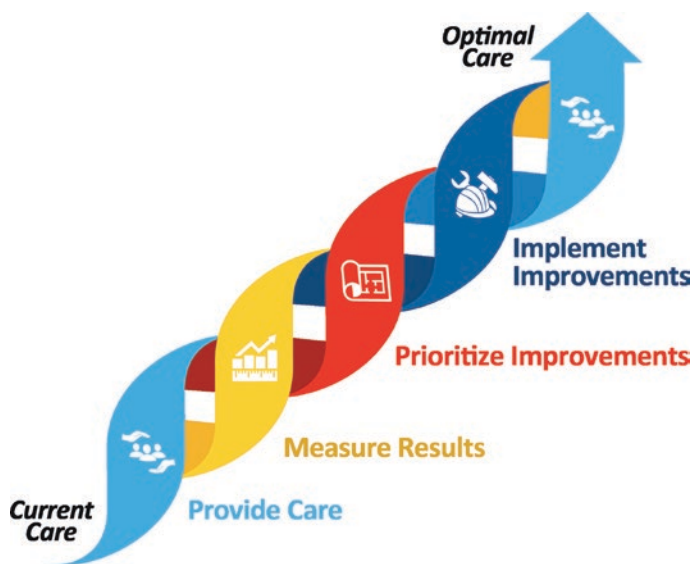 Optimal
Care
Implement
Improvements
Prioritize Improvements
Measure Results
Provide Care
Current
Care